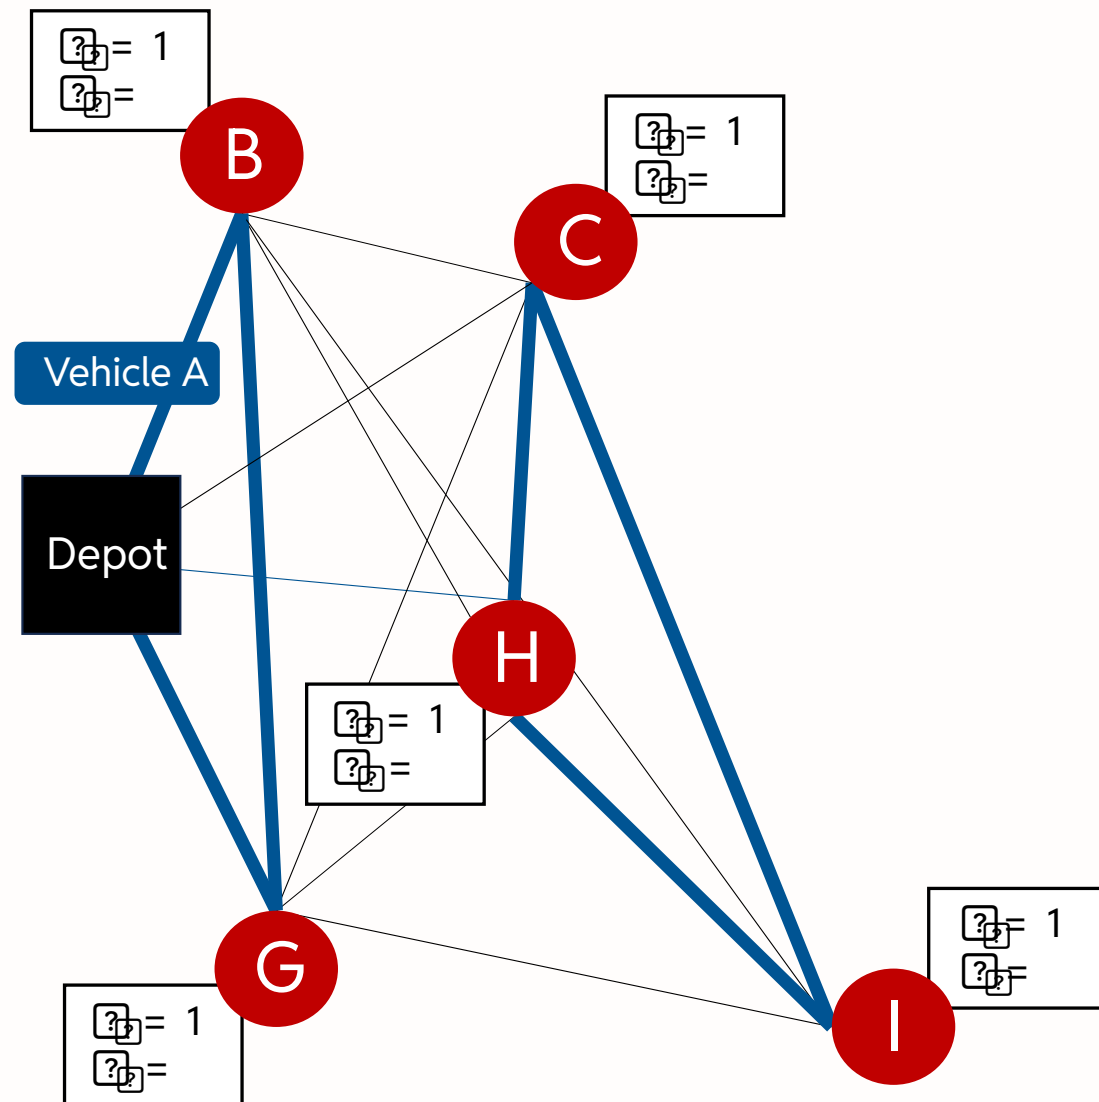 = 1
=
B
= 1
=
C
Vehicle A
Depot
H
= 1
=
= 1
=
G
I
= 1
=